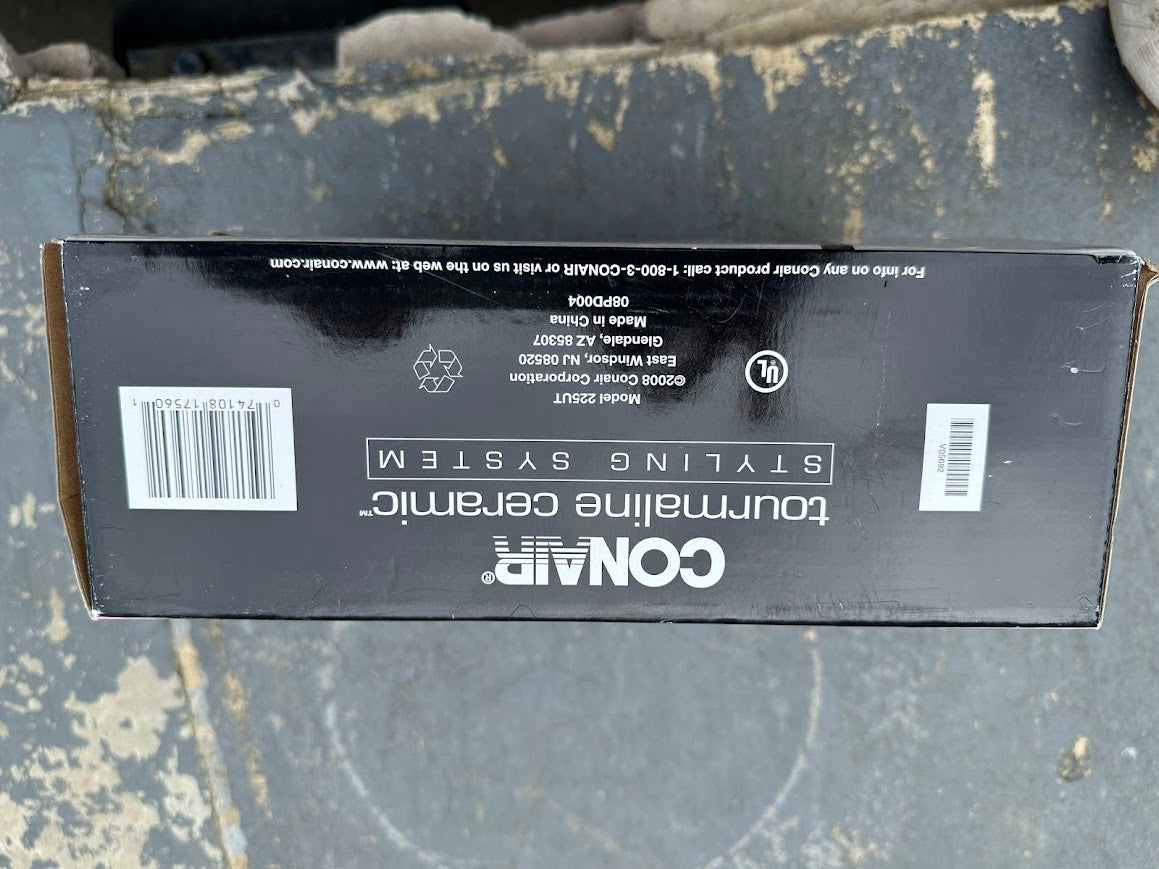 CONAIR®
tourmaline ceramic™
STYLING SYSTEM
V05692
Model 225UT
©2008 Conair Corporation
East Windsor, NJ 08520
Glendale, AZ 85307
Made in China
08PD004
UL
0 74108 17560 1
For info on any Conair product call: 1-800-3-CONAIR or visit us on the web at: www.conair.com